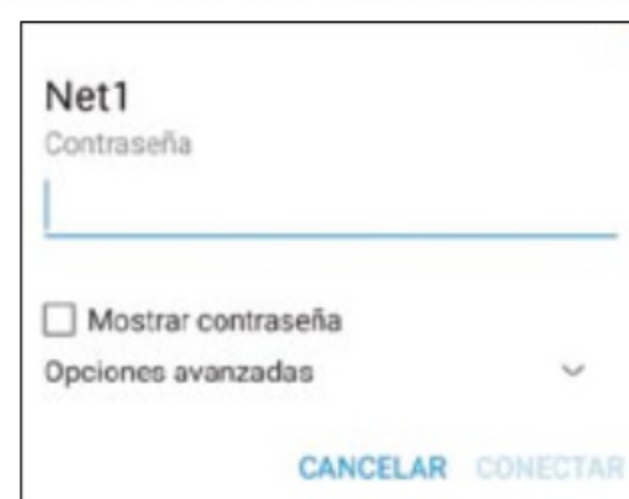 Net1
Contraseña
Mostrar contraseña
Opciones avanzadas
CANCELAR CONECTAR